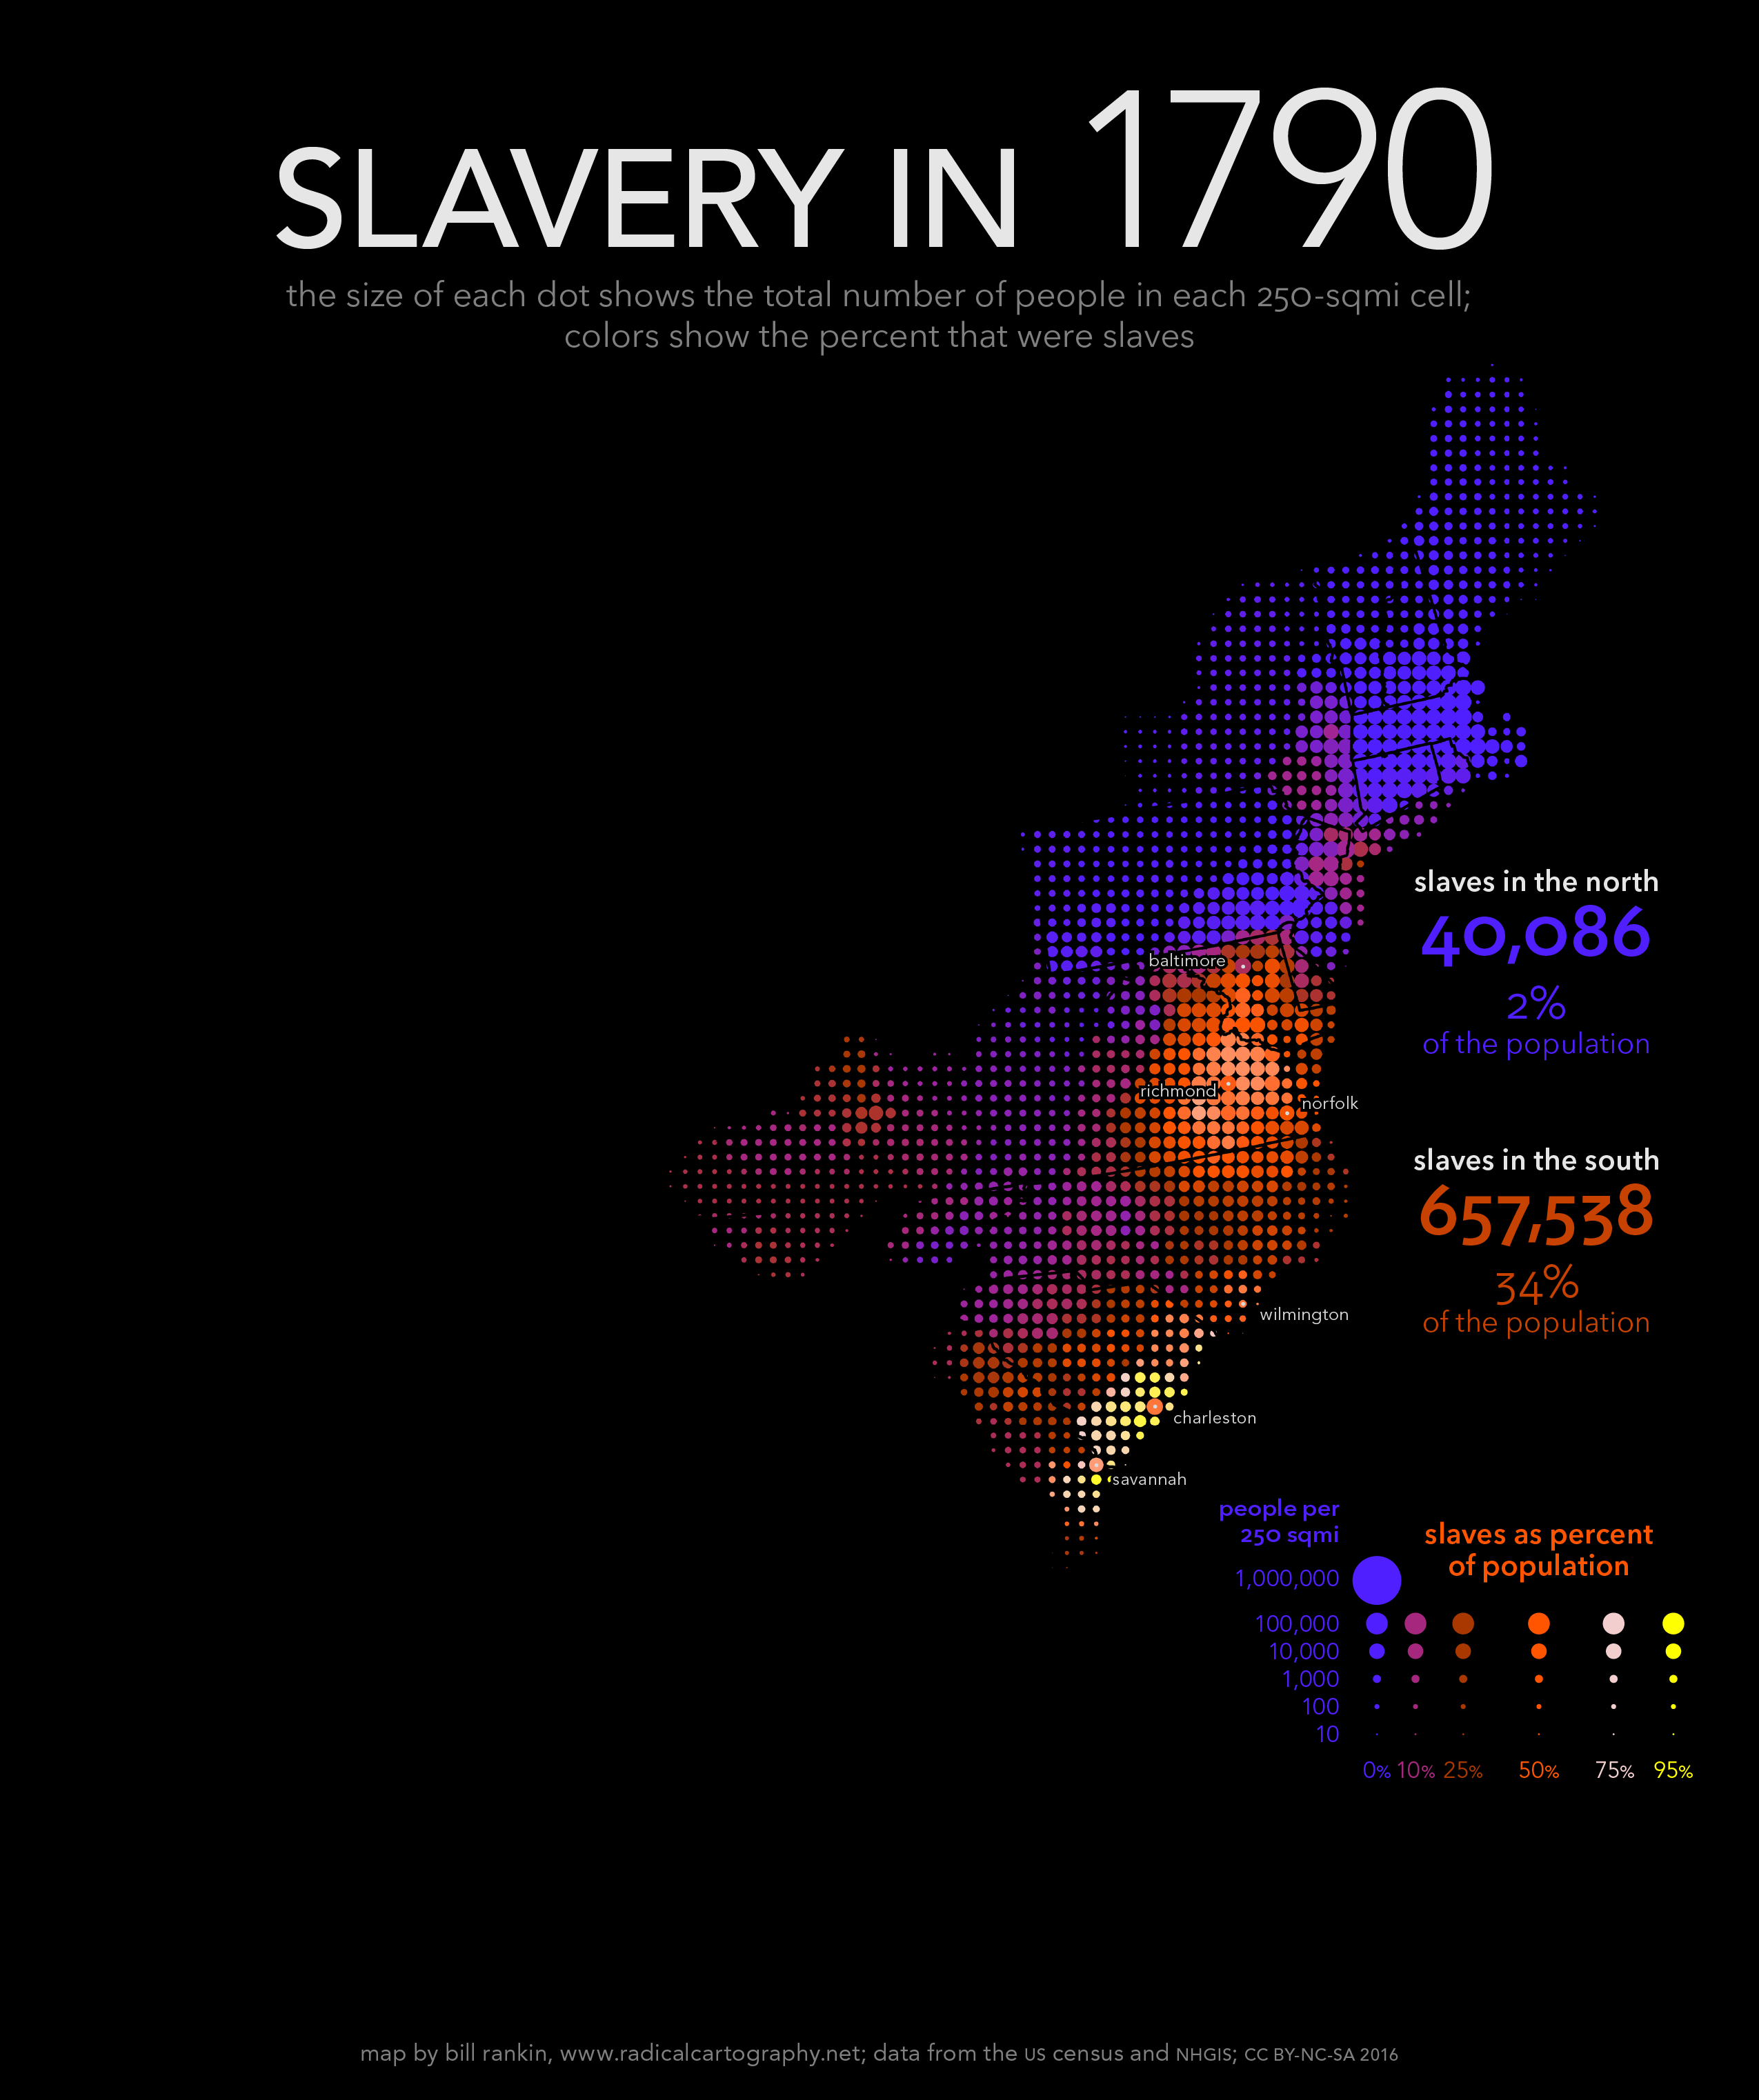 SLAVERY IN 1790
the size of each dot shows the total number of people in each 250-sqmi cell;
colors show the percent that were slaves
slaves in the north
40,086
2%
of the population
baltimore
richmond
norfolk
slaves in the south
657,538
34%
of the population
wilmington
charleston
savannah
people per
250 sqmi
slaves as percent
of population
1,000,000
100,000
10,000
1,000
100
10
0% 10% 25% 50% 75% 95%
map by bill rankin, www.radicalcartography.net; data from the US census and NHGIS; CC BY-NC-SA 2016